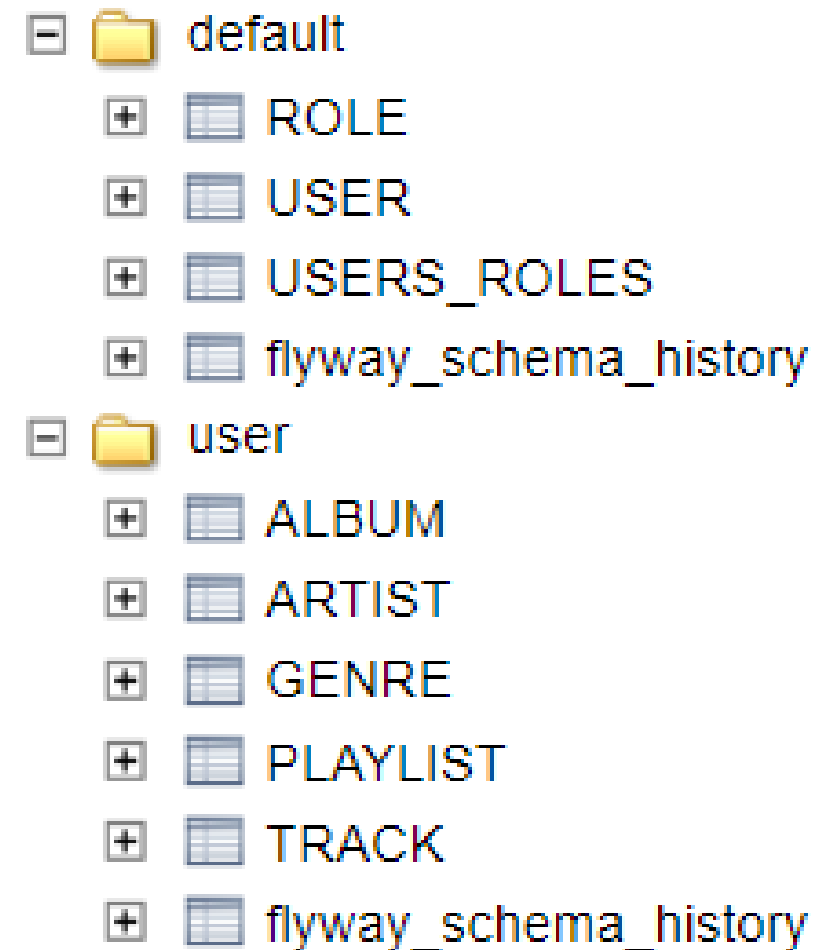 default
ROLE
USER
USERS_ROLES
flyway_schema_history
user
ALBUM
ARTIST
GENRE
PLAYLIST
TRACK
flyway_schema_history